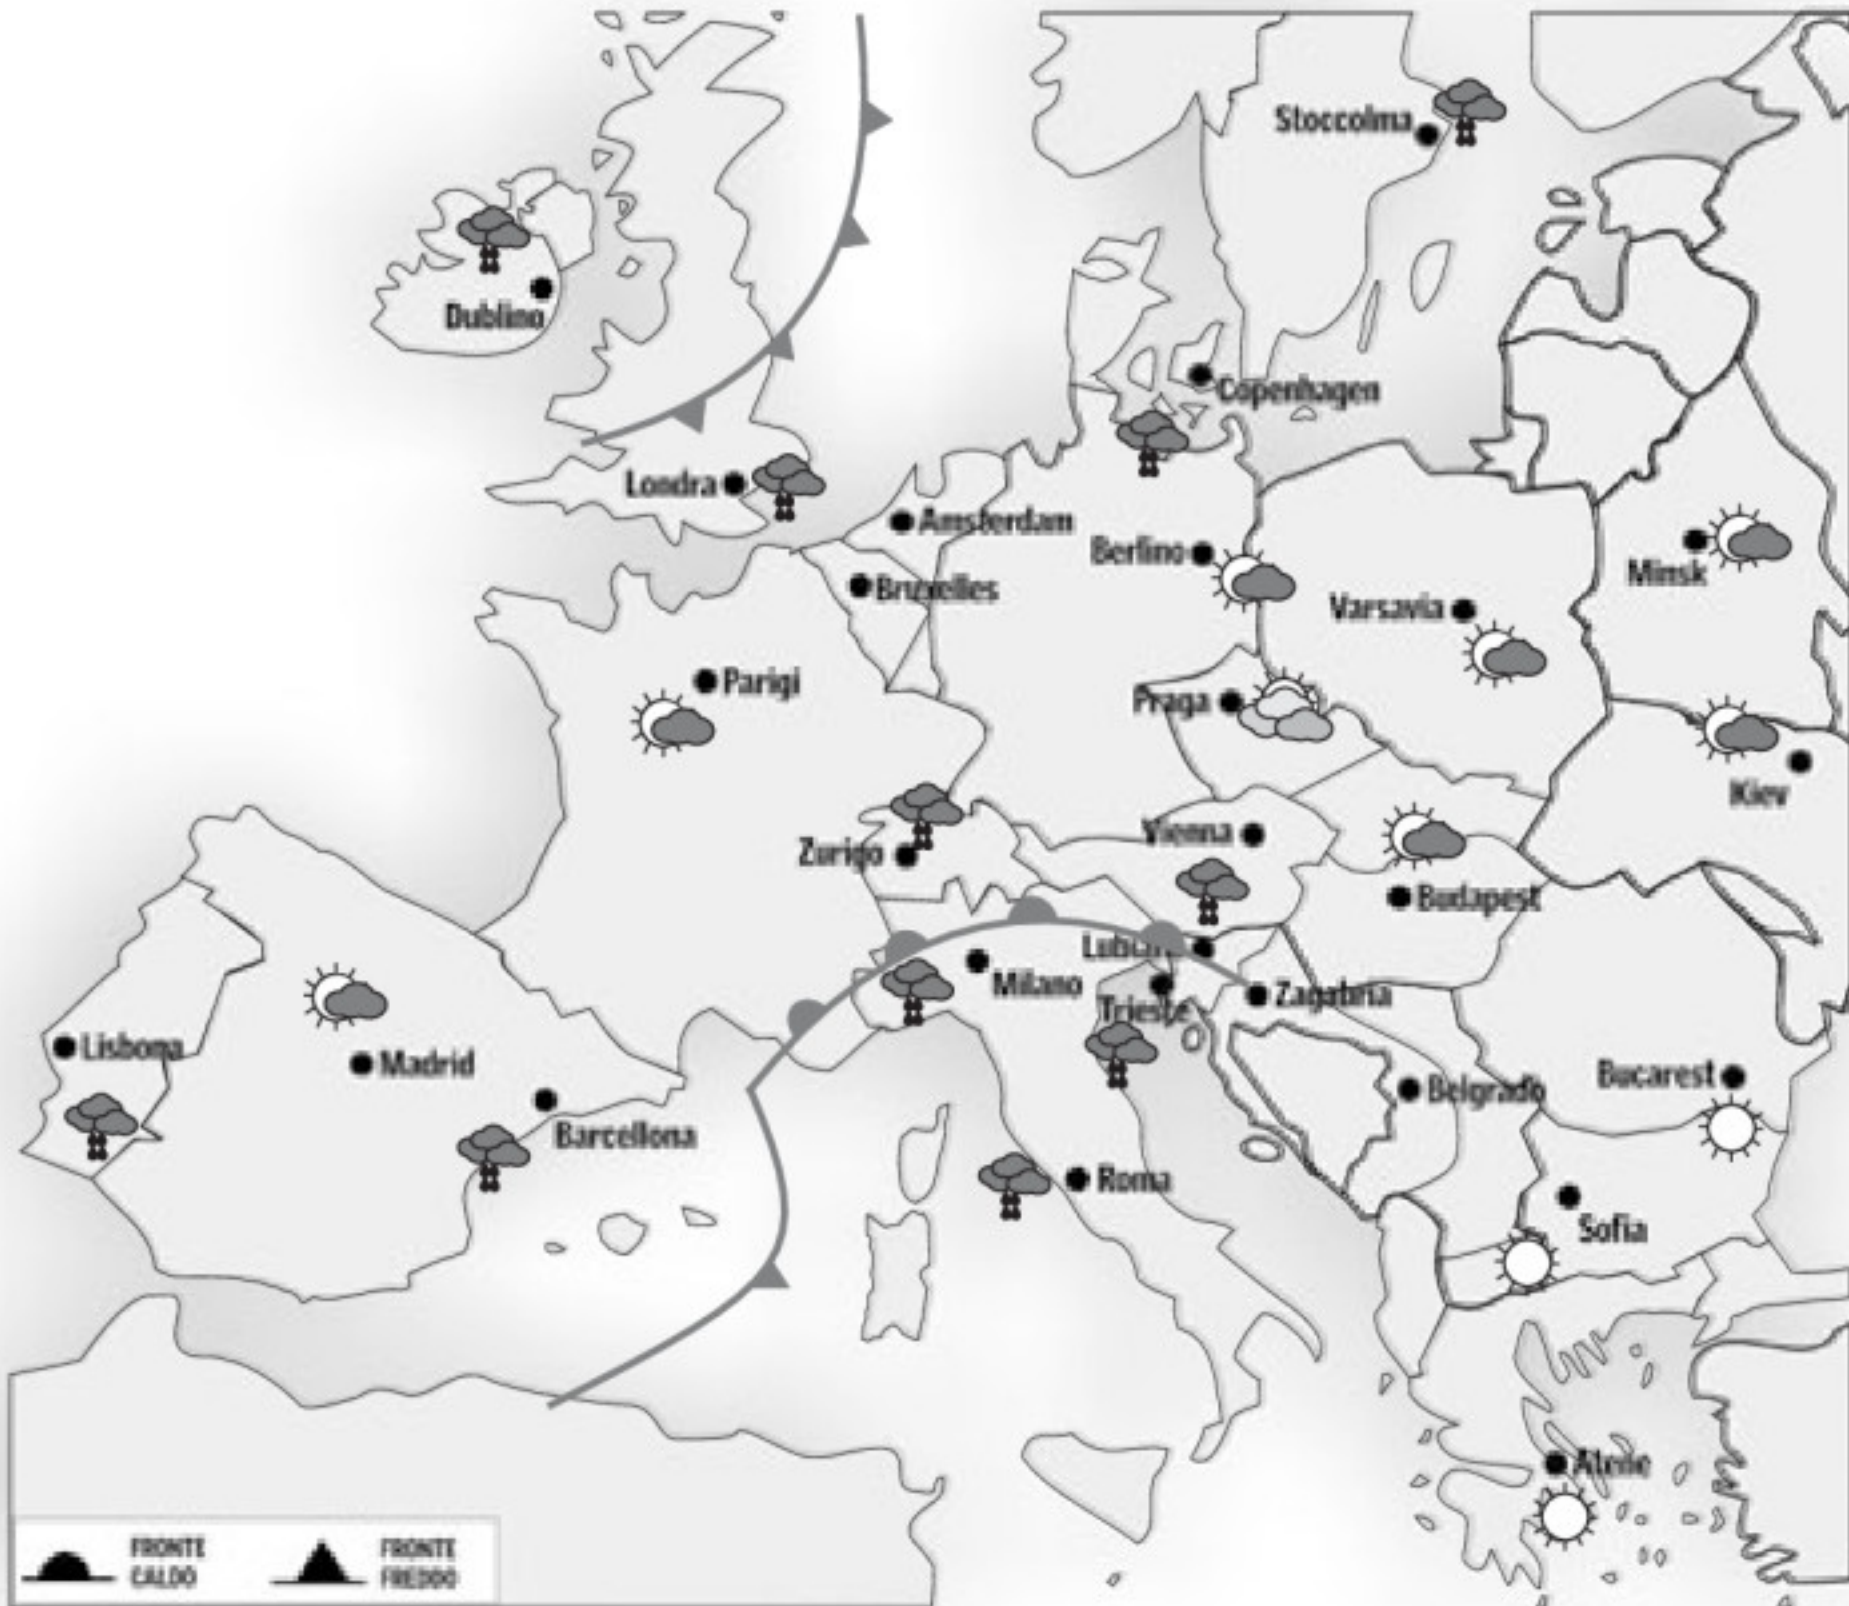 Stoccolma
Dublino
Copenhagen
Londra
Amsterdam
Berlino
Minsk
Bruxelles
Varsavia
Parigi
Praga
Kiev
Vienna
Zurigo
Budapest
Milano
Zagabria
Trieste
Lisbona
Madrid
Bucarest
Belgrado
Barcellona
Roma
Sofia
Atene
FRONTE
CALDO
FRONTE
FREDDO